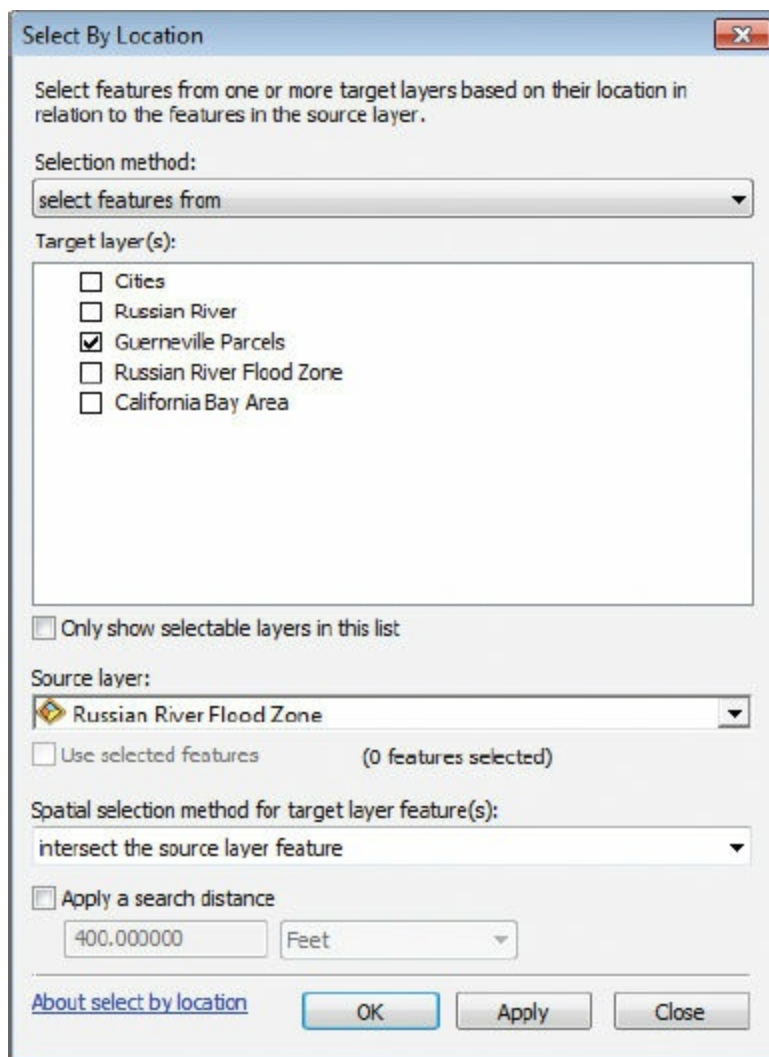 Select By Location
Select features from one or more target layers based on their location in
relation to the features in the source layer.
Selection method:
select features from
Target layer(s):
Cities
Russian River
Guerneville Parcels
Russian River Flood Zone
California Bay Area
Only show selectable layers in this list
Source layer:
Russian River Flood Zone
Use selected features (0 features selected)
Spatial selection method for target layer feature(s):
intersect the source layer feature
Apply a search distance
400.000000 Feet
About select by location OK Apply Close